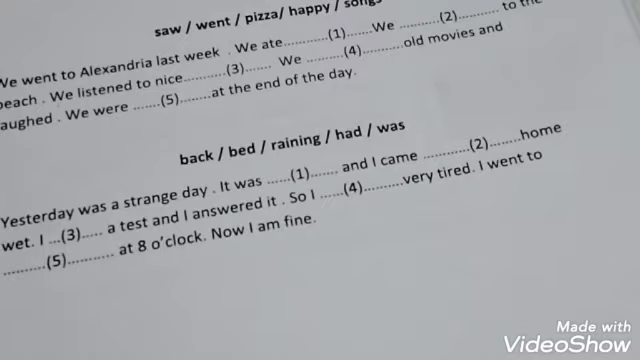 saw / went / pizza/ happy / songs
We went to Alexandria last week . We ate............(1).......We ...........(2)........... to the
beach . We listened to nice...........(3)....... We ..........(4)...........old movies and
laughed . We were .......(5)........at the end of the day.
back / bed / raining / had / was
Yesterday was a strange day . It was ......(1)....... and I came ............(2)........home
wet. I ...(3)..... a test and I answered it . So I ......(4)..........very tired. I went to
...........(5)............ at 8 o'clock. Now I am fine.
Made with
VideoShow